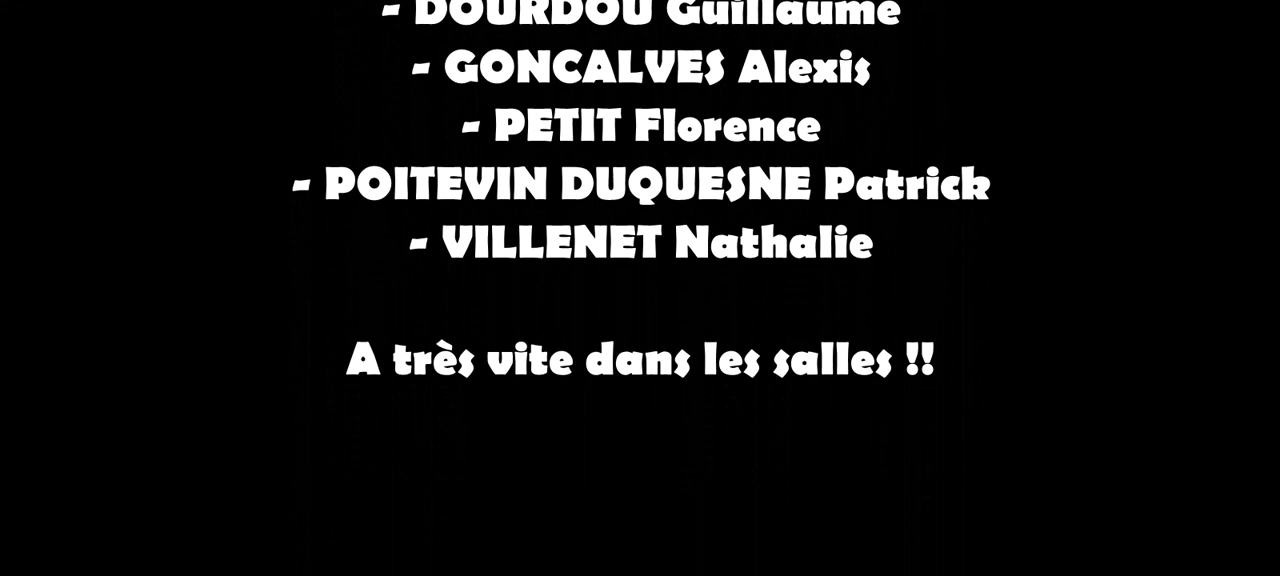 - DOURDOU Guillaume
- GONCALVES Alexis
- PETIT Florence
- POITEVIN DUQUESNE Patrick
- VILLENET Nathalie
A très vite dans les salles !!